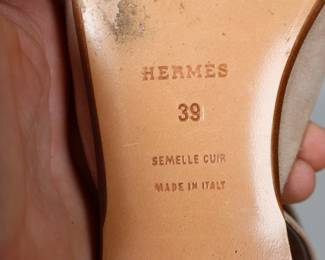 HERMÈS
39
SEMELLE CUIR
MADE IN ITALY